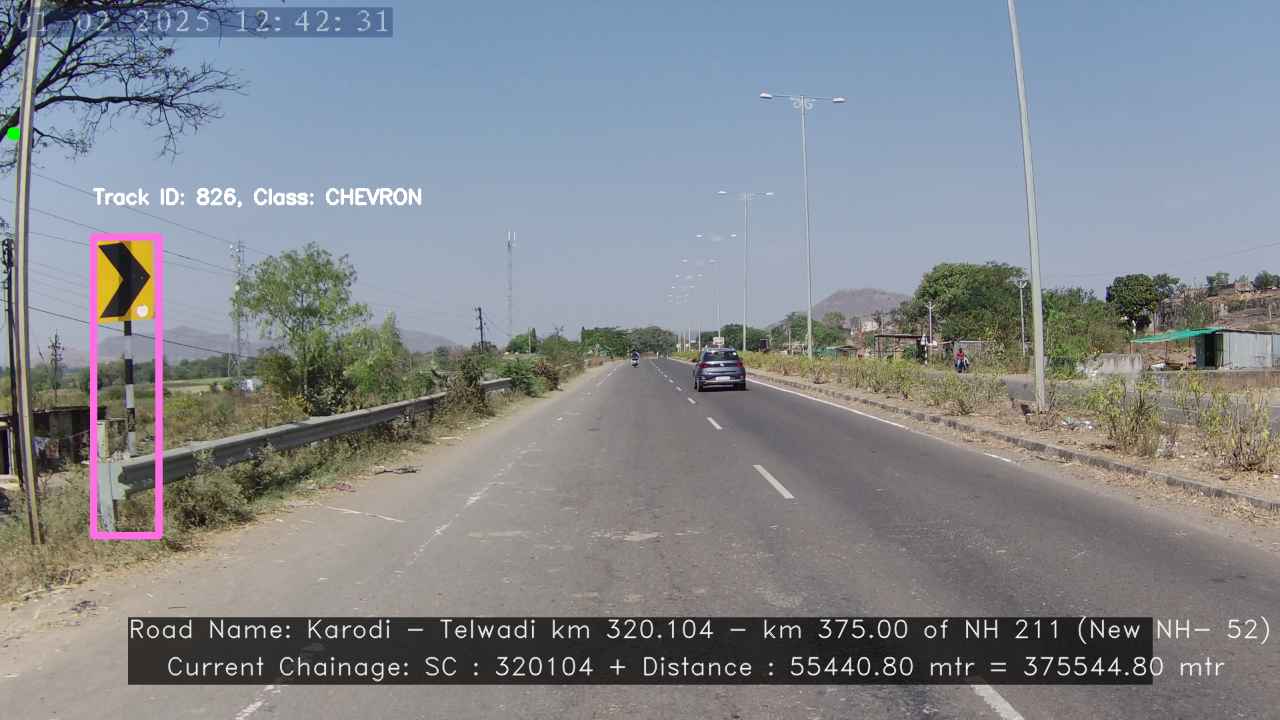 01-02-2025 12:42:31
Track ID: 826, Class: CHEVRON
Road Name: Karodi - Telwadi km 320.104 - km 375.00 of NH 211 (New NH- 52)
Current Chainage: SC : 320104 + Distance : 55440.80 mtr = 375544.80 mtr